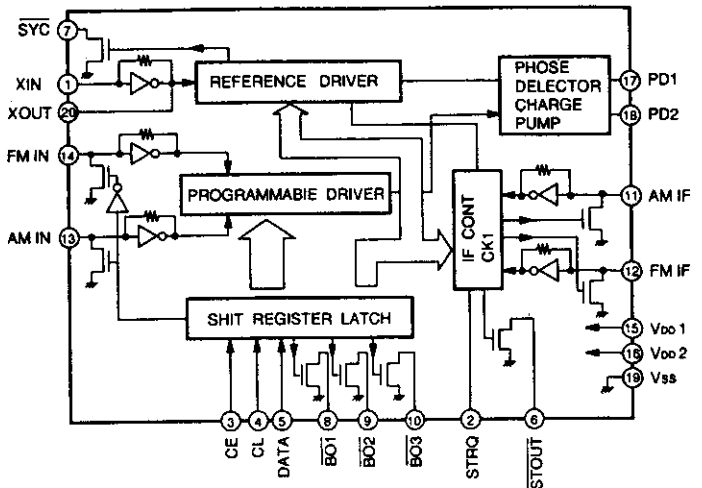 SYC
7
XIN
1
XOUT
20
FM IN
14
AM IN
13
REFERENCE DRIVER
PROGRAMMABIE DRIVER
SHIT REGISTER LATCH
PHOSE
DELECTOR
CHARGE
PUMP
IF CONT
CK1
17 PD1
18 PD2
11 AM IF
12 FM IF
15 VDD 1
16 VDD 2
19 VSS
3
4
5
8
9
10
2
6
CE
CL
DATA
BO1
BO2
BO3
STRQ
STOUT